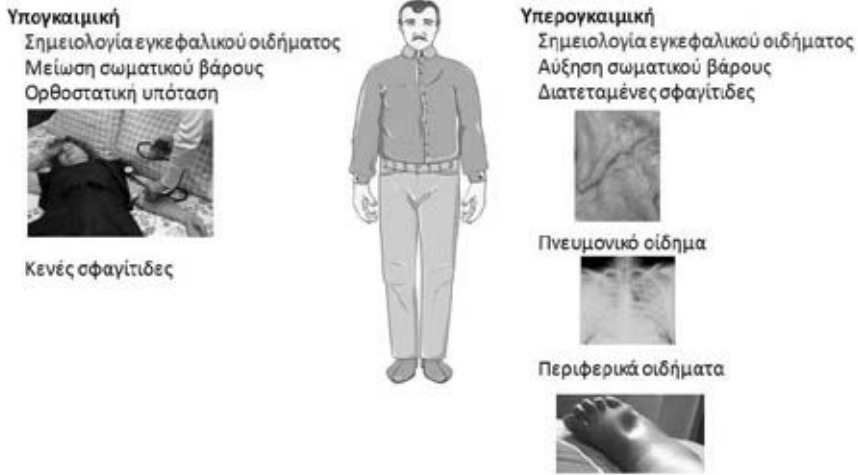 Υπογκαιμική
Σημειολογία εγκεφαλικού οιδήματος
Μείωση σωματικού βάρους
Ορθοστατική υπόταση
Κενές σφαγίτιδες
Υπερογκαιμική
Σημειολογία εγκεφαλικού οιδήματος
Αύξηση σωματικού βάρους
Διατεταμένες σφαγίτιδες
Πνευμονικό οίδημα
Περιφερικά οιδήματα